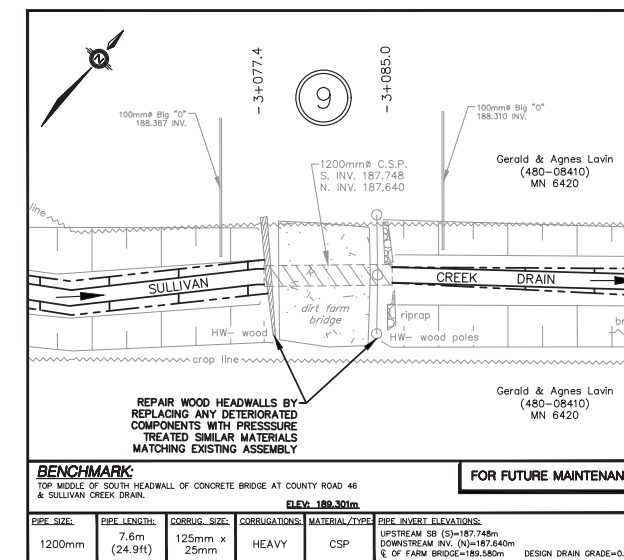 N
- 3+077.4
9
- 3+085.0
100mmø Big "O"
188.387 INV.
100mmø Big "O"
188.310 INV.
1200mmø C.S.P.
S. INV. 187.748
N. INV. 187.640
Gerald & Agnes Lavin
(480-08410)
MN 6420
line
SULLIVAN
CREEK DRAIN
dirt farm
bridge
riprap
HW- wood
HW- wood poles
br
crop line
REPAIR WOOD HEADWALLS BY
REPLACING ANY DETERIORATED
COMPONENTS WITH PRESSSURE
TREATED SIMILAR MATERIALS
MATCHING EXISTING ASSEMBLY
Gerald & Agnes Lavin
(480-08410)
MN 6420
BENCHMARK:
TOP MIDDLE OF SOUTH HEADWALL OF CONCRETE BRIDGE AT COUNTY ROAD 46
& SULLIVAN CREEK DRAIN.
ELEV: 189.301m
FOR FUTURE MAINTENAN
PIPE SIZE: PIPE LENGTH: CORRUG. SIZE: CORRUGATIONS: MATERIAL/TYPE: PIPE INVERT ELEVATIONS:
1200mm 7.6m (24.9ft) 125mm x 25mm HEAVY CSP
UPSTREAM SB (S)=187.748m
DOWNSTREAM INV. (N)=187.640m
℄ OF FARM BRIDGE=189.580m DESIGN DRAIN GRADE=0.